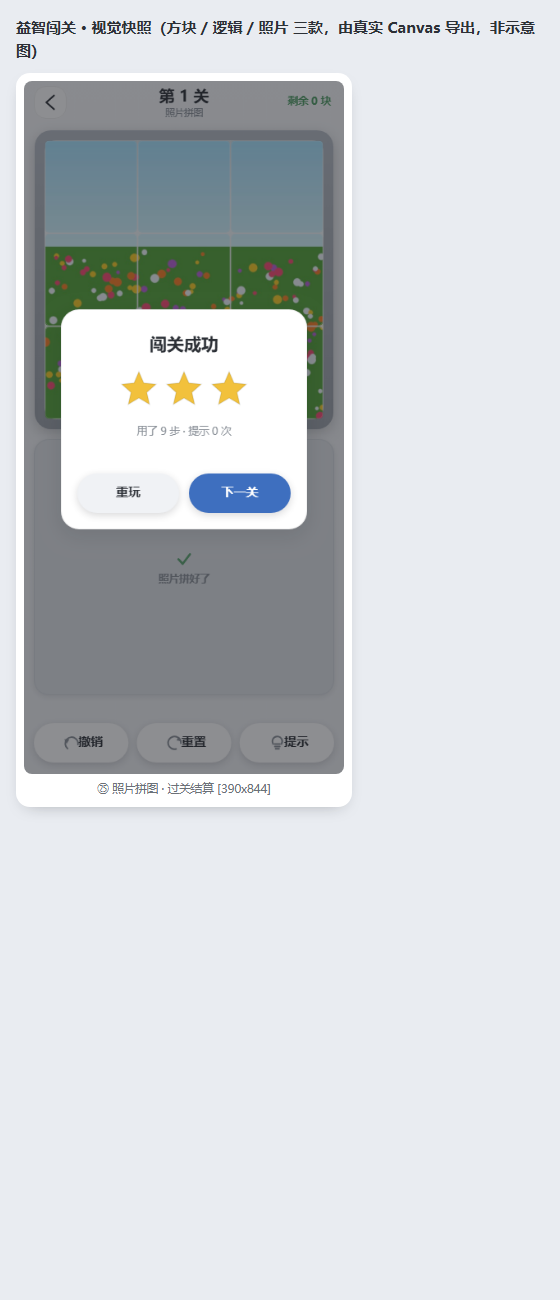 益智闯关 · 视觉快照（方块 / 逻辑 / 照片 三款，由真实 Canvas 导出，非示意
图）
第 1 关
照片拼图
剩余 0 块
闯关成功
用了 9 步 · 提示 0 次
重玩
下一关
照片拼好了
撤销
重置
提示
㉕ 照片拼图 · 过关结算 [390x844]